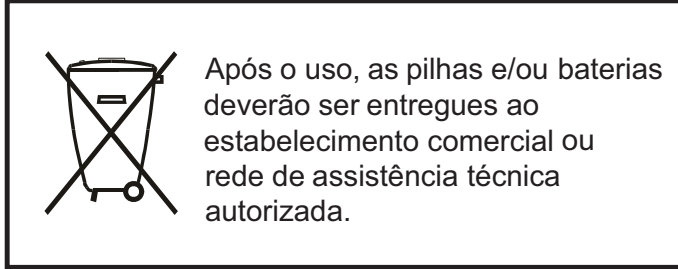 Após o uso, as pilhas e/ou baterias
deverão ser entregues ao
estabelecimento comercial ou
rede de assistência técnica
autorizada.